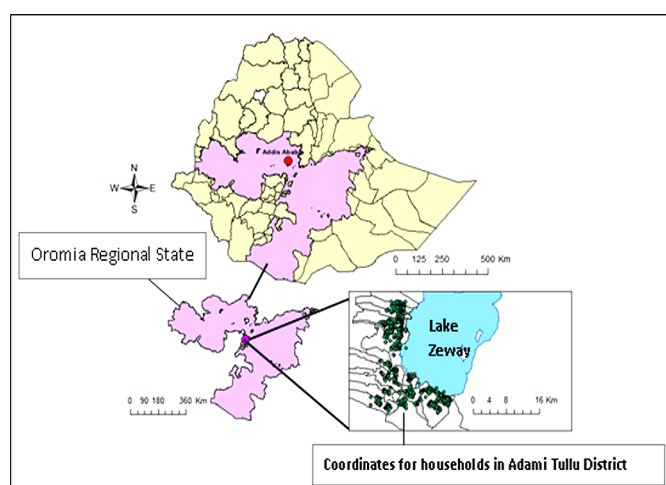 Addis Ababa
N
W E
S
Oromia Regional State
0 125 250 500 Km
Lake
Zeway
0 90 180 360 Km
0 4 8 16 Km
Coordinates for households in Adami Tullu District